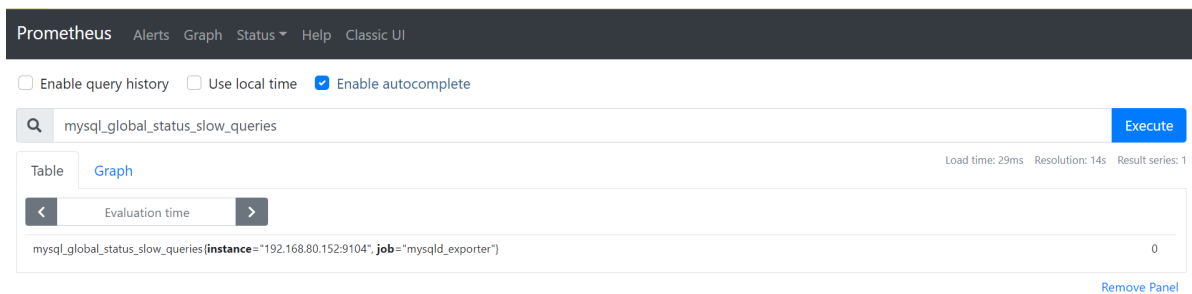 Prometheus Alerts Graph Status Help Classic UI
Enable query history Use local time Enable autocomplete
mysql_global_status_slow_queries Execute
Table Graph Load time: 29ms Resolution: 14s Result series: 1
Evaluation time
mysql_global_status_slow_queries{instance="192.168.80.152:9104", job="mysqld_exporter"} 0
Remove Panel